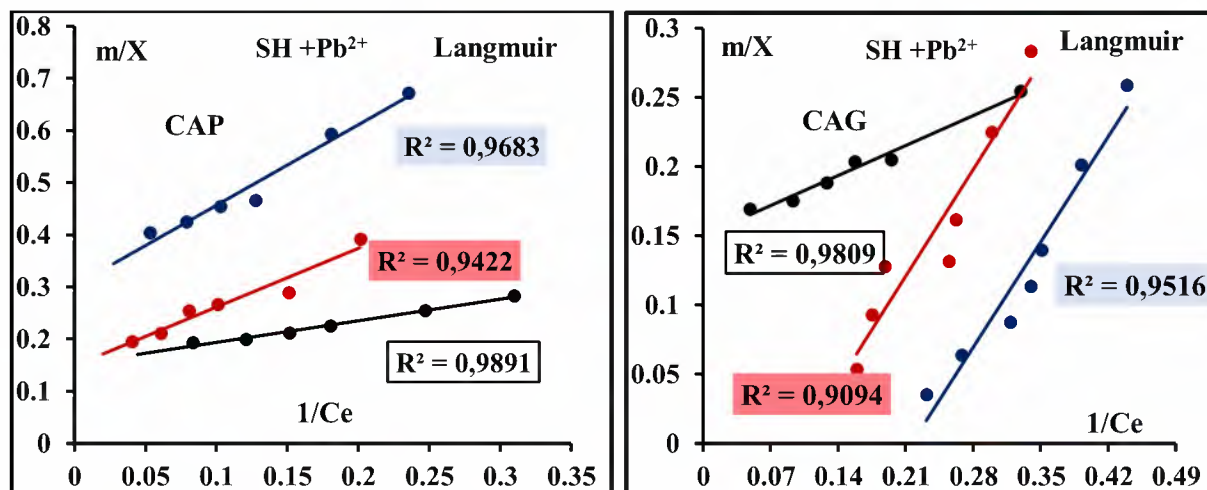 0.8
m/X
SH +Pb²⁺
Langmuir
0.7
CAP
0.6
R² = 0,9683
0.5
0.4
R² = 0,9422
0.3
0.2
R² = 0,9891
0.1
1/Ce
0
0 0.05 0.1 0.15 0.2 0.25 0.3 0.35
0.3
m/X
SH +Pb²⁺
Langmuir
0.25
CAG
0.2
0.15
R² = 0,9809
R² = 0,9516
0.1
0.05
R² = 0,9094
1/Ce
0
0 0.07 0.14 0.21 0.28 0.35 0.42 0.49